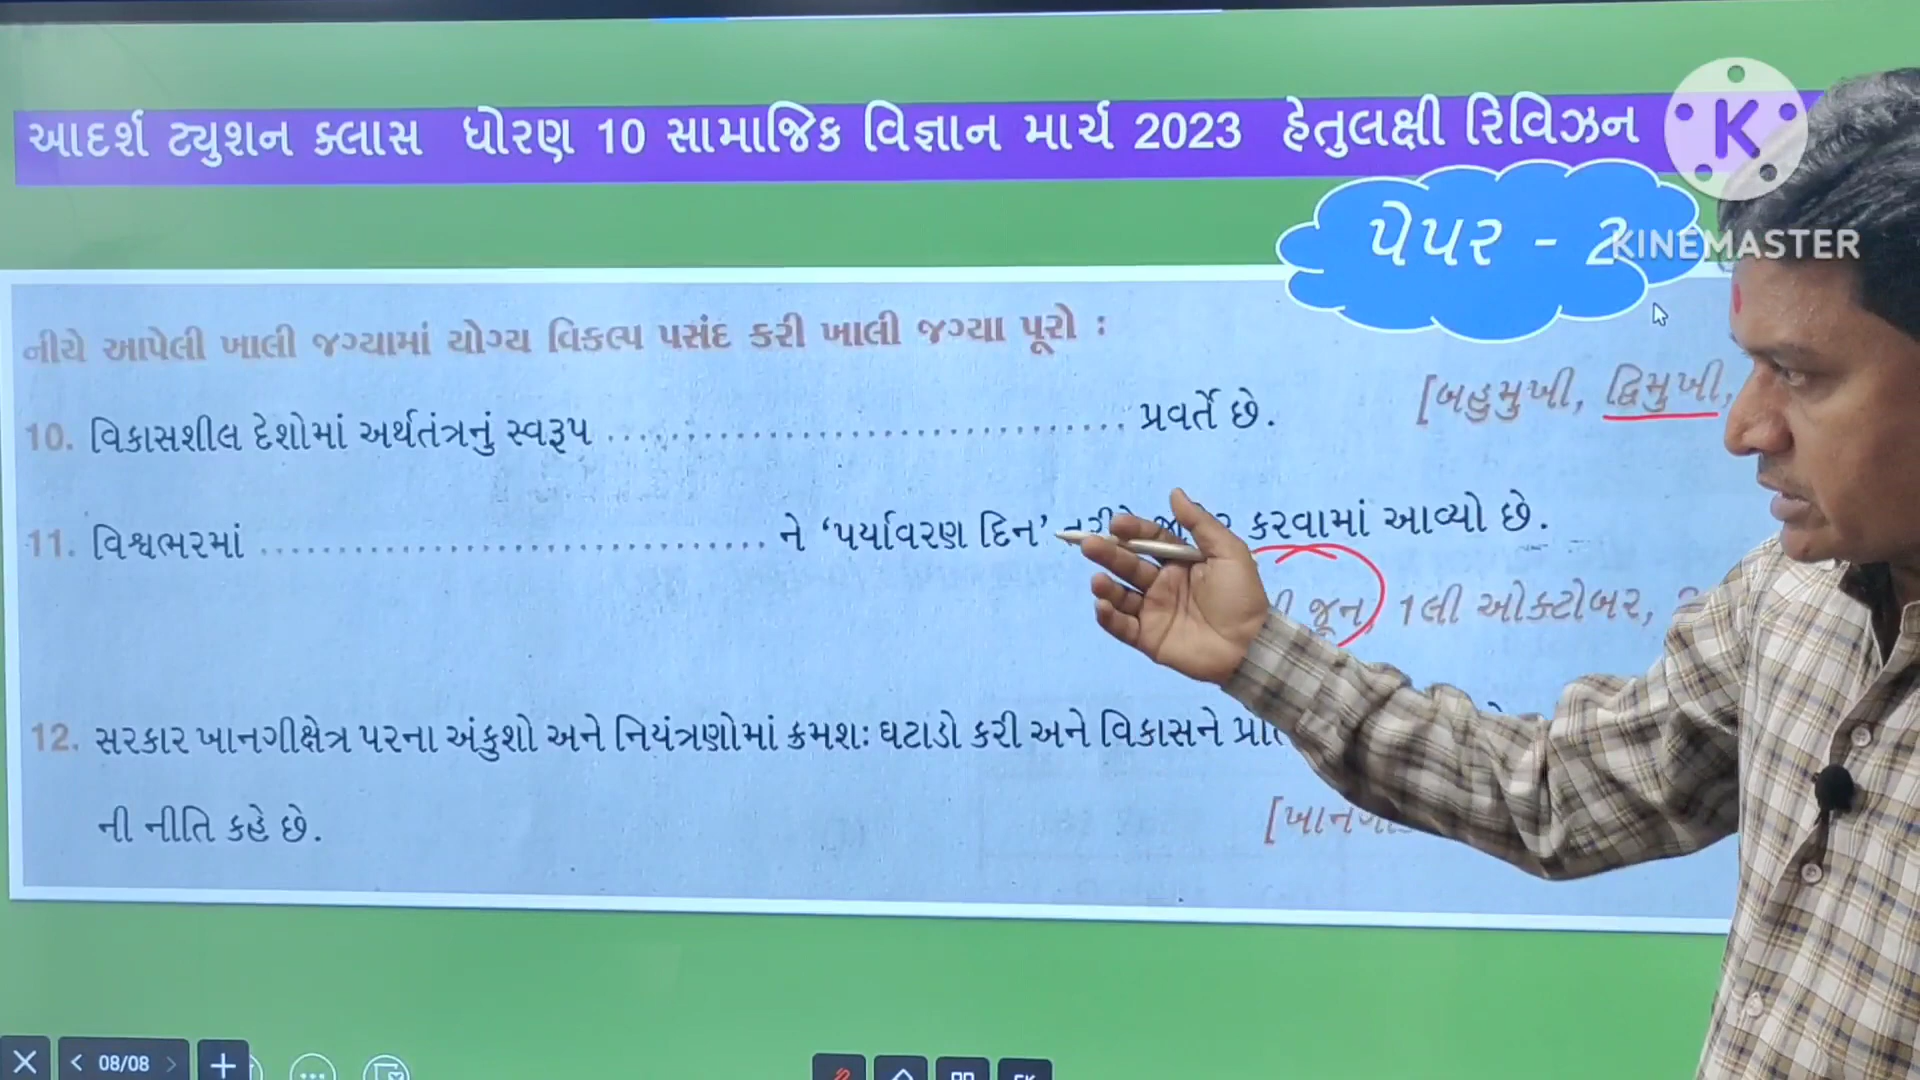 આદર્શ ટ્યુશન ક્લાસ ધોરણ 10 સામાજિક વિજ્ઞાન માર્ચ 2023 હેતુલક્ષી રિવિઝન
K
પેપર - 2
KINEMASTER
નીચે આપેલી ખાલી જગ્યામાં યોગ્ય વિકલ્પ પસંદ કરી ખાલી જગ્યા પૂરો :
[બહુમુખી, દ્વિમુખી,
10. વિકાસશીલ દેશોમાં અર્થતંત્રનું સ્વરૂપ ........................................ પ્રવર્તે છે.
11. વિશ્વભરમાં ........................................ ને ‘પર્યાવરણ દિન’ કરવામાં આવ્યો છે.
જૂન, 1લી ઓક્ટોબર,
12. સરકાર ખાનગીક્ષેત્ર પરના અંકુશો અને નિયંત્રણોમાં ક્રમશઃ ઘટાડો કરી અને વિકાસને
ની નીતિ કહે છે.
08/08